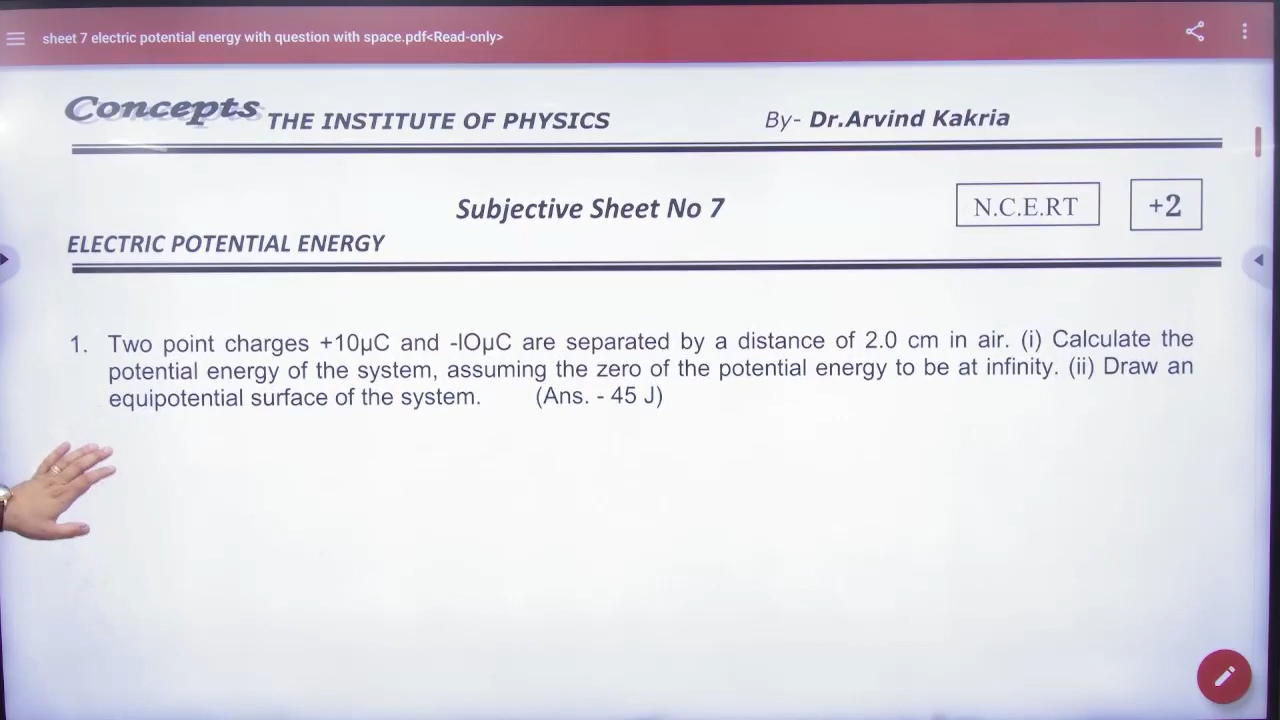 sheet 7 electric potential energy with question with space.pdf<Read-only>
Concepts THE INSTITUTE OF PHYSICS By- Dr.Arvind Kakria
Subjective Sheet No 7 N.C.E.RT +2
ELECTRIC POTENTIAL ENERGY
1. Two point charges +10µC and -lOµC are separated by a distance of 2.0 cm in air. (i) Calculate the
potential energy of the system, assuming the zero of the potential energy to be at infinity. (ii) Draw an
equipotential surface of the system. (Ans. - 45 J)